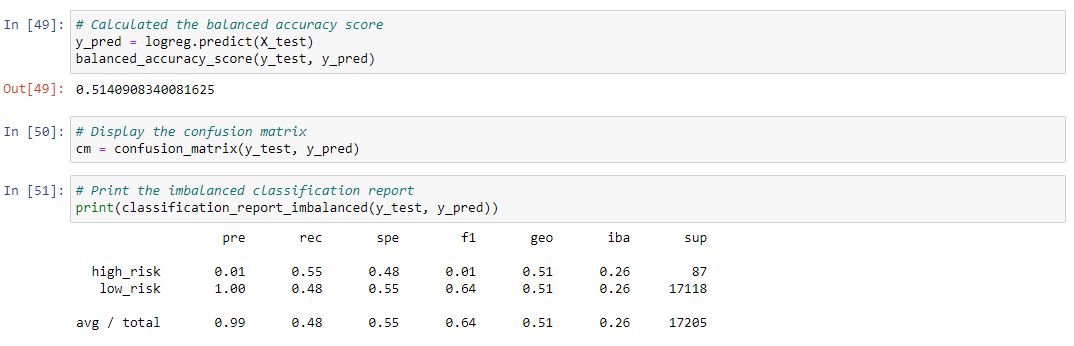 In [49]: # Calculated the balanced accuracy score
y_pred = logreg.predict(X_test)
balanced_accuracy_score(y_test, y_pred)
Out[49]: 0.5140908340081625
In [50]: # Display the confusion matrix
cm = confusion_matrix(y_test, y_pred)
In [51]: # Print the imbalanced classification report
print(classification_report_imbalanced(y_test, y_pred))
pre rec spe f1 geo iba sup
high_risk 0.01 0.55 0.48 0.01 0.51 0.26 87
low_risk 1.00 0.48 0.55 0.64 0.51 0.26 17118
avg / total 0.99 0.48 0.55 0.64 0.51 0.26 17205